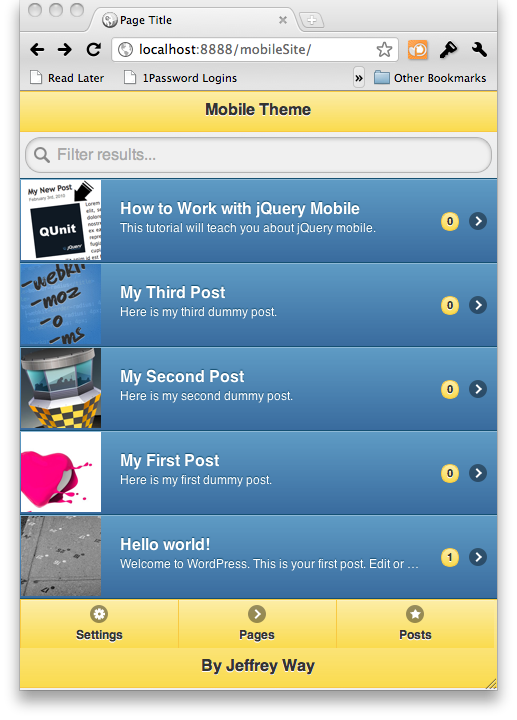 Page Title
localhost:8888/mobileSite/
Read Later
1Password Logins
»
Other Bookmarks
Mobile Theme
Filter results...
My New Post
February 3rd, 2010
QUnit
jQuery
How to Work with jQuery Mobile
This tutorial will teach you about jQuery mobile.
0
-webkit
-moz
-o
-ms
My Third Post
Here is my third dummy post.
0
My Second Post
Here is my second dummy post.
0
My First Post
Here is my first dummy post.
0
Hello world!
Welcome to WordPress. This is your first post. Edit or …
1
Settings
Pages
Posts
By Jeffrey Way